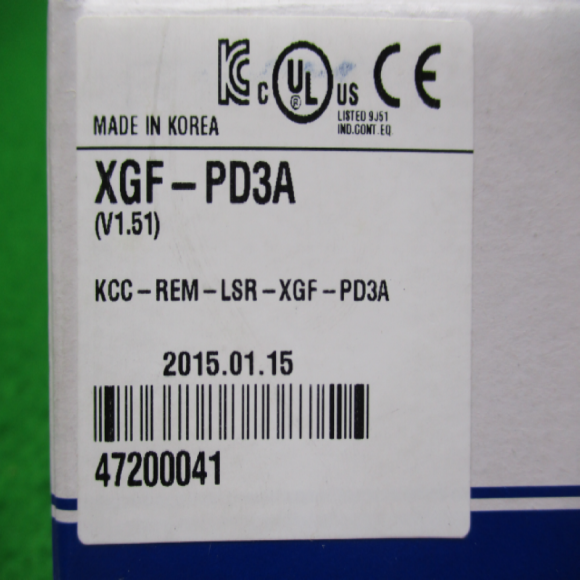 KC c UL ® US CE
LISTED 9J51
IND.CONT.EQ.
MADE IN KOREA
XGF-PD3A
(V1.51)
KCC-REM-LSR-XGF-PD3A
2015.01.15
47200041